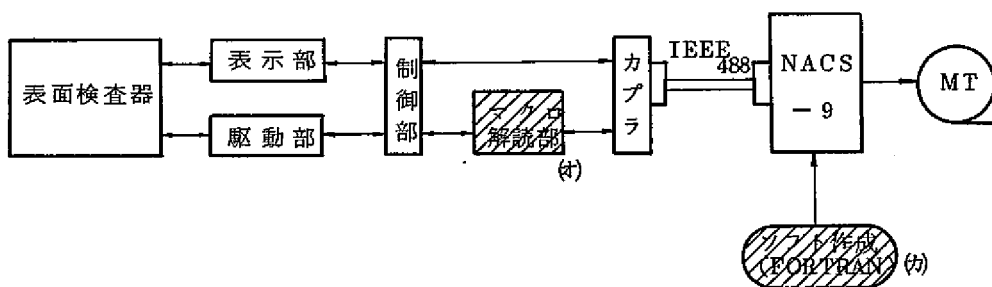 表面検査器
表示部
駆動部
制御部
マクロ
解読部
(オ)
カプラ
IEEE
488
NACS
-9
MT
ソフト作成
(FORTRAN)
(カ)